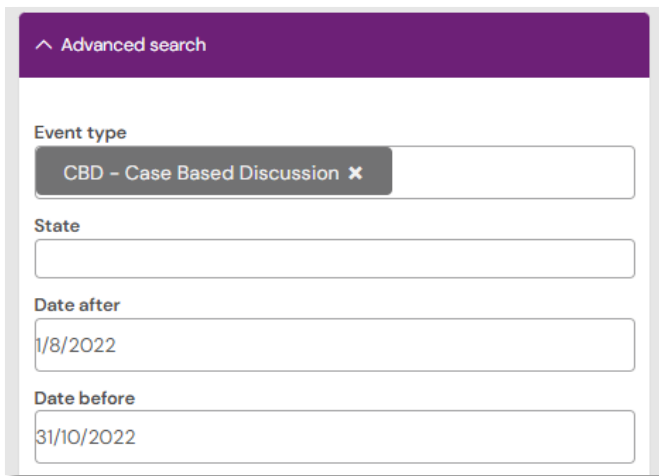 Advanced search
Event type
CBD - Case Based Discussion ✖
State
Date after
1/8/2022
Date before
31/10/2022